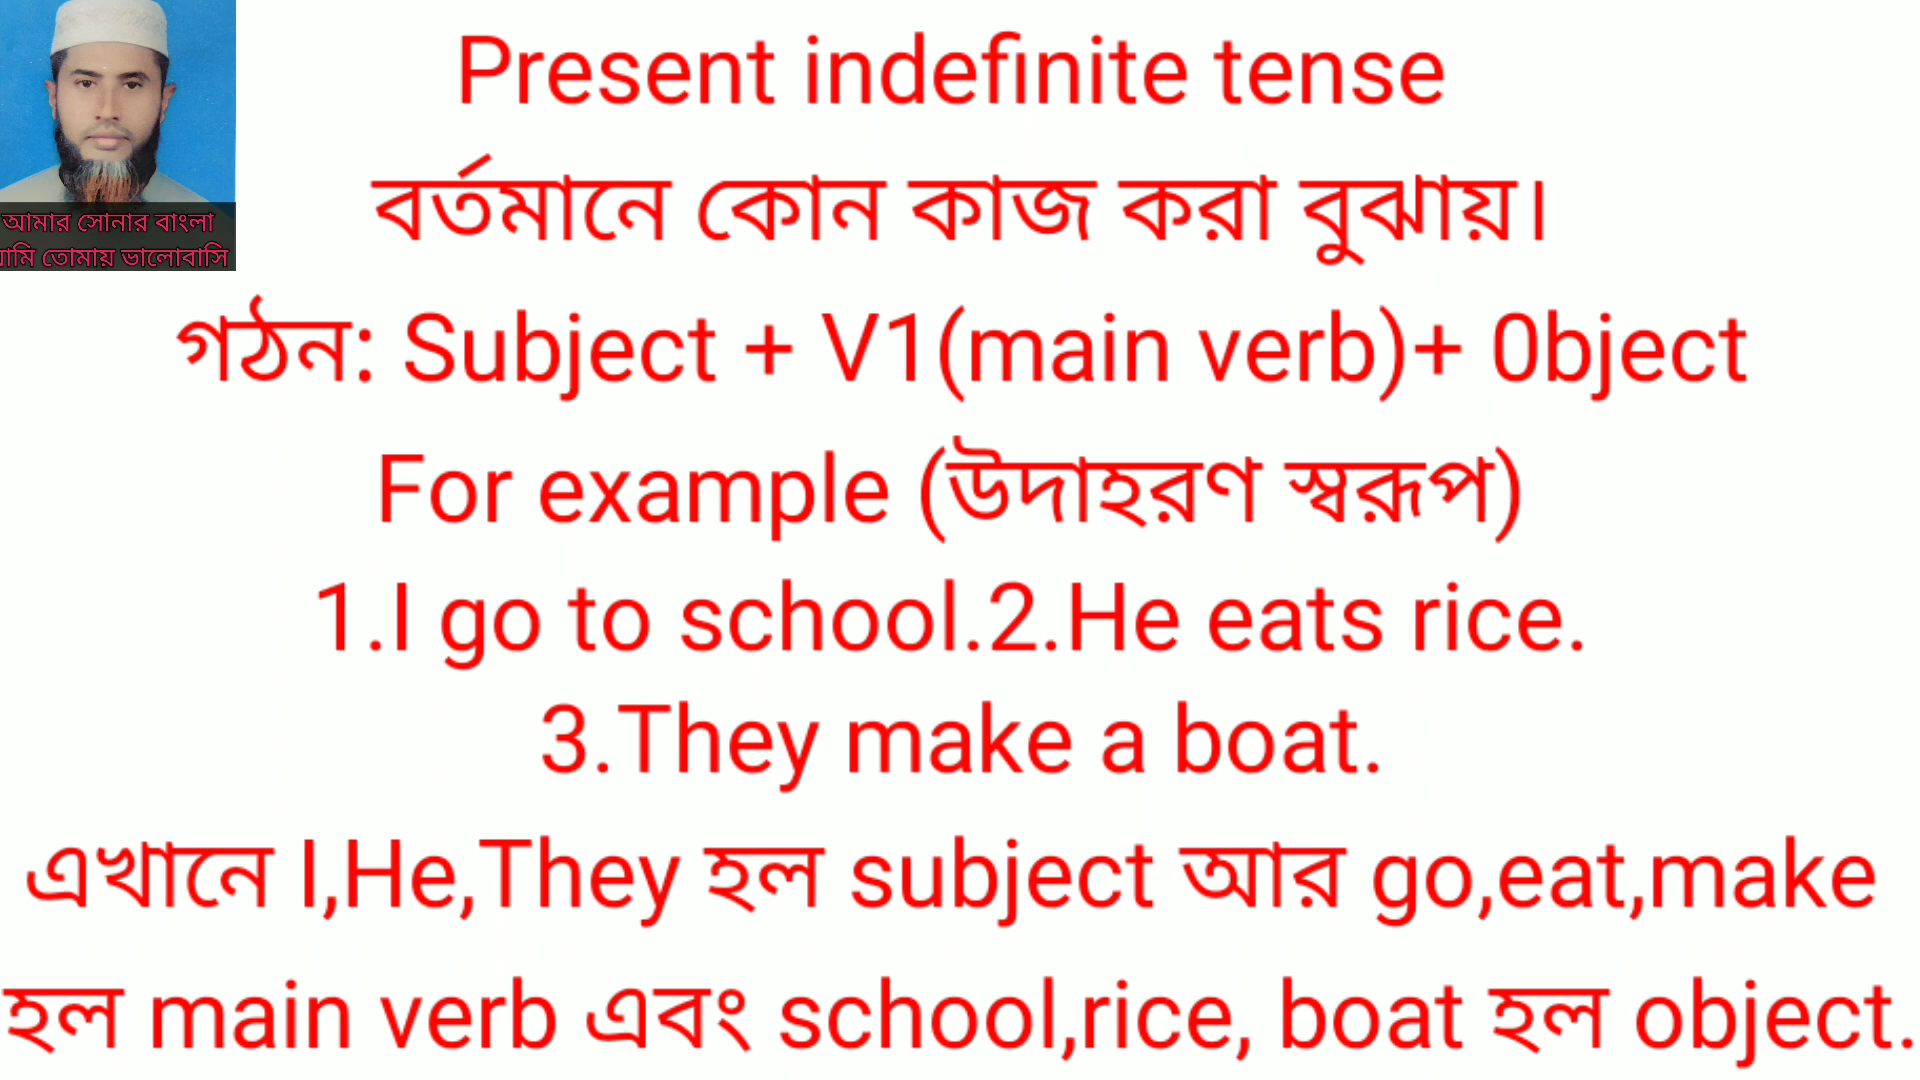 Present indefinite tense
বর্তমানে কোন কাজ করা বুঝায়।
গঠন: Subject + V1(main verb)+ 0bject
For example (উদাহরণ স্বরূপ)
1.I go to school.2.He eats rice.
3.They make a boat.
এখানে I,He,They হল subject আর go,eat,make
হল main verb এবং school,rice, boat হল object.
আমার সোনার বাংলা
আমি তোমায় ভালোবাসি